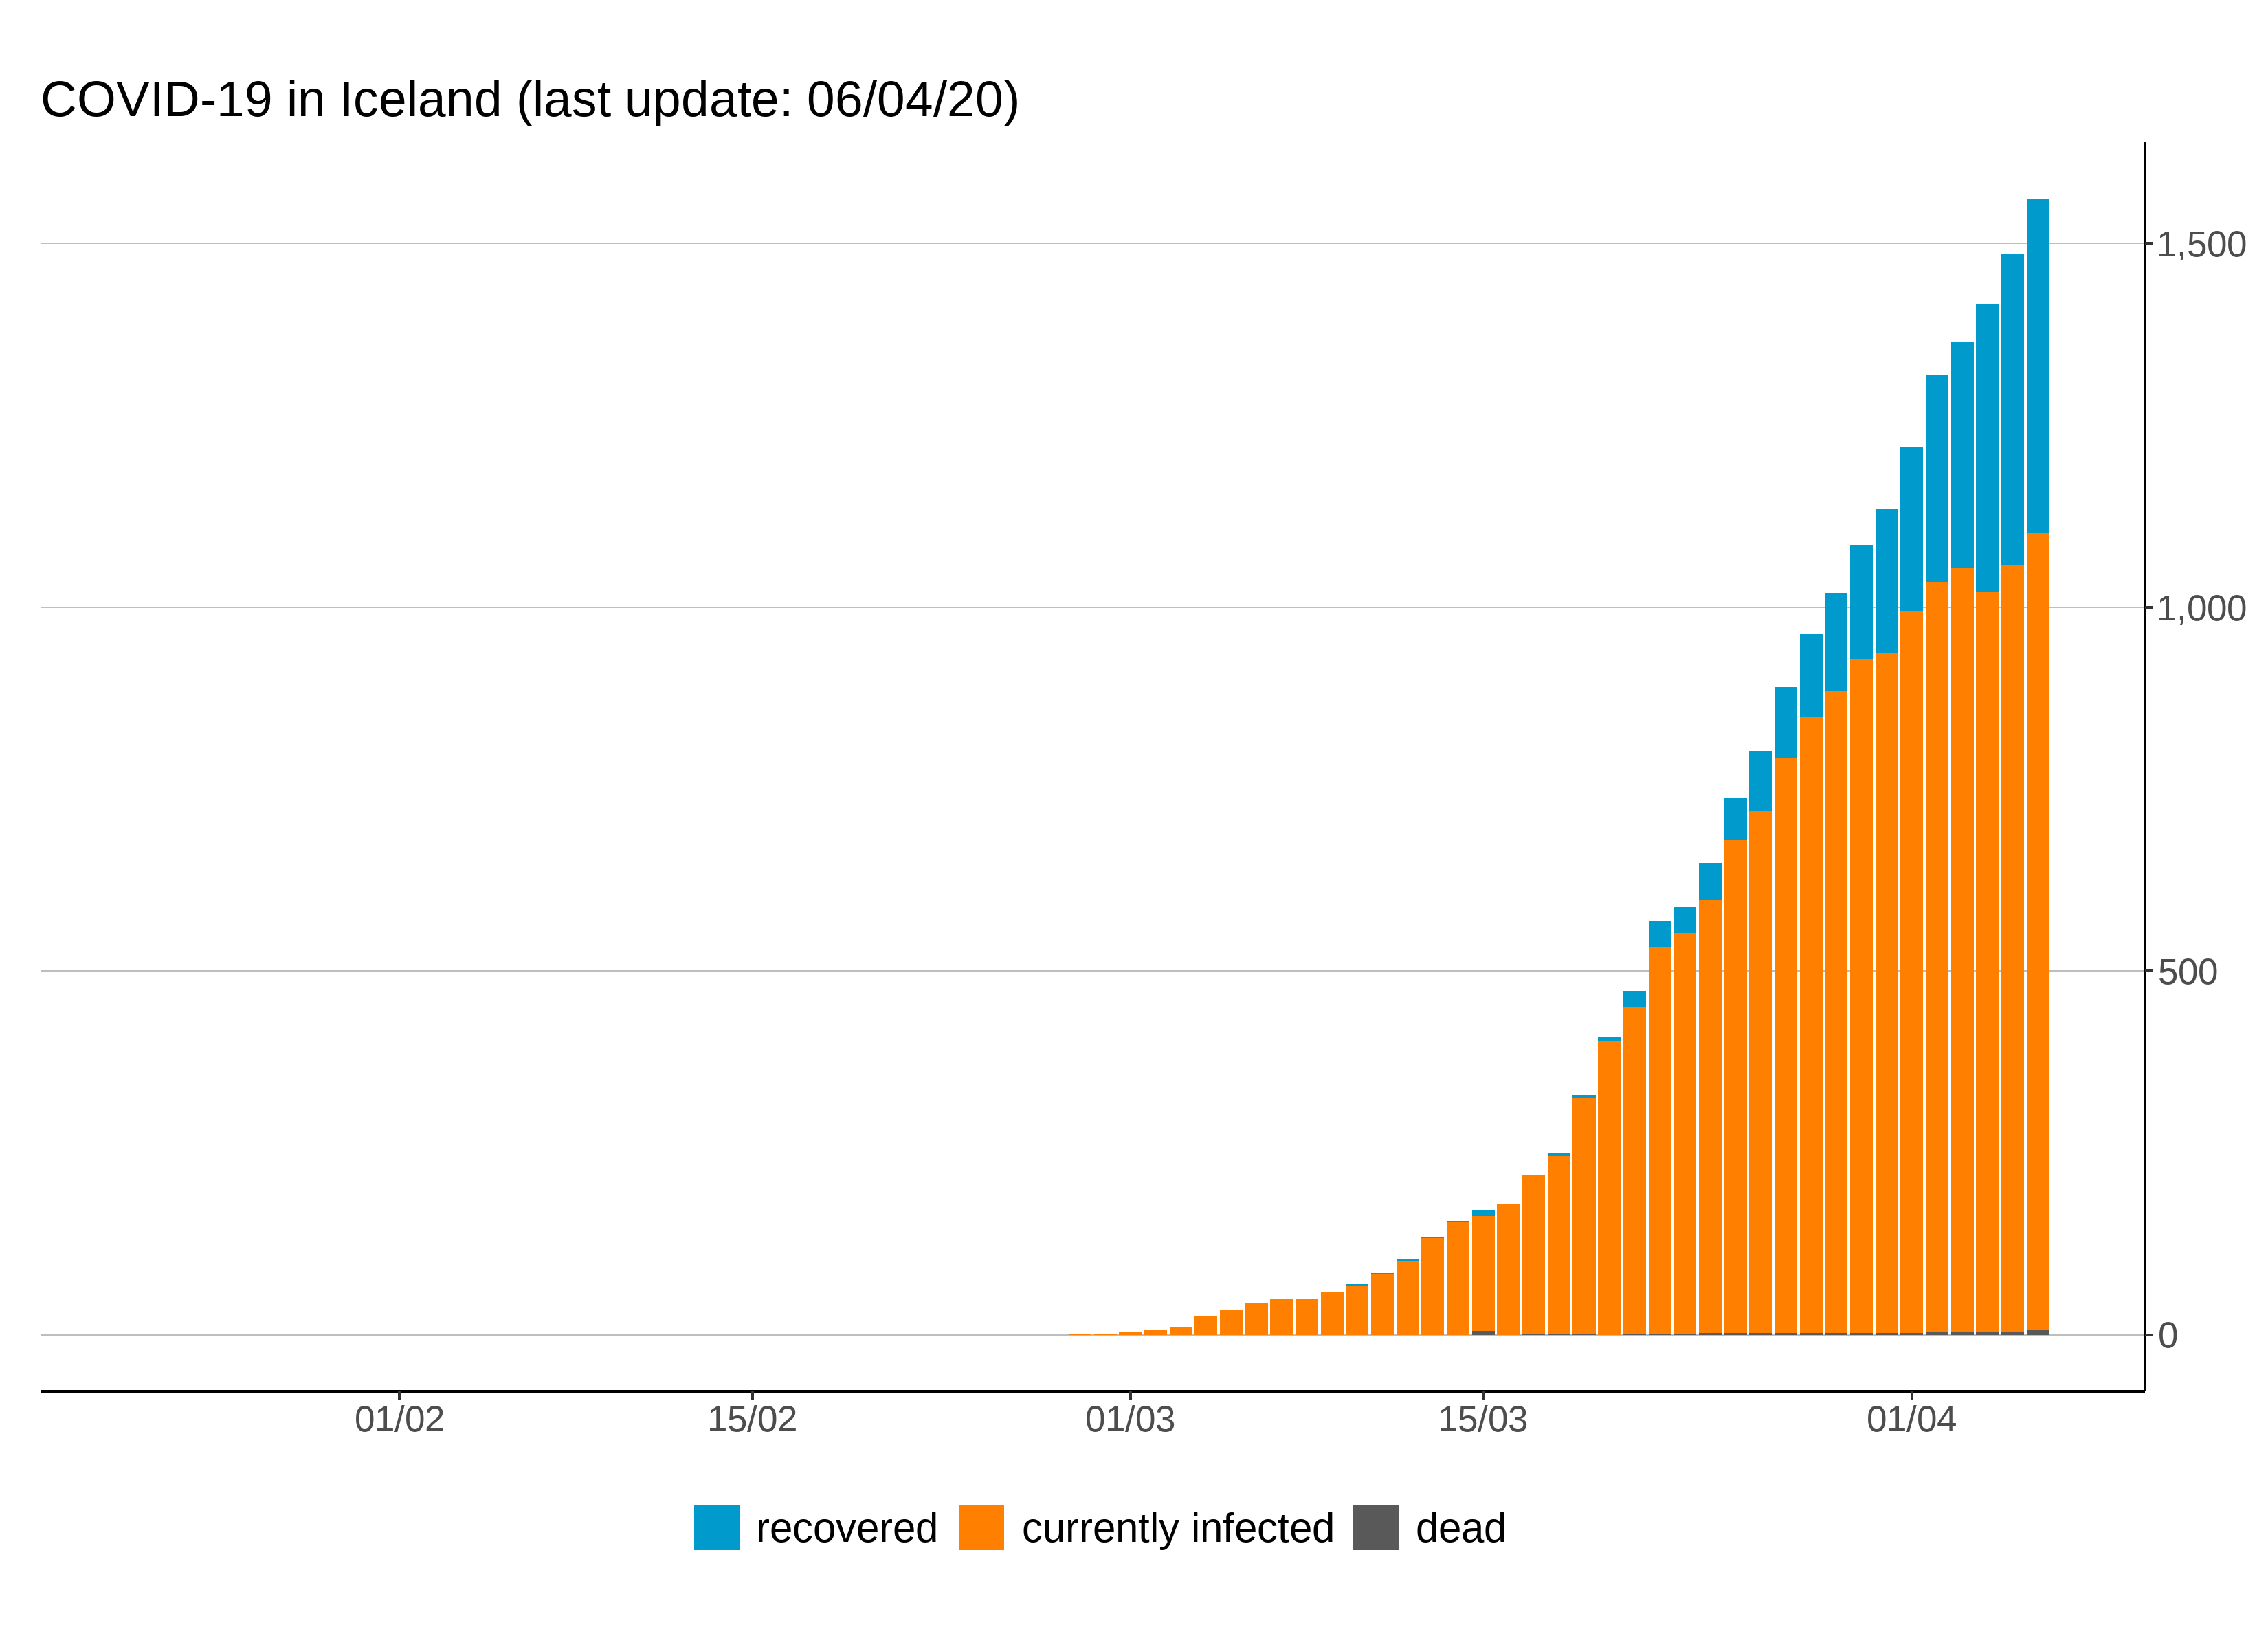 COVID-19 in Iceland (last update: 06/04/20)
1,500
1,000
500
0
01/02 15/02 01/03 15/03 01/04
recovered currently infected dead